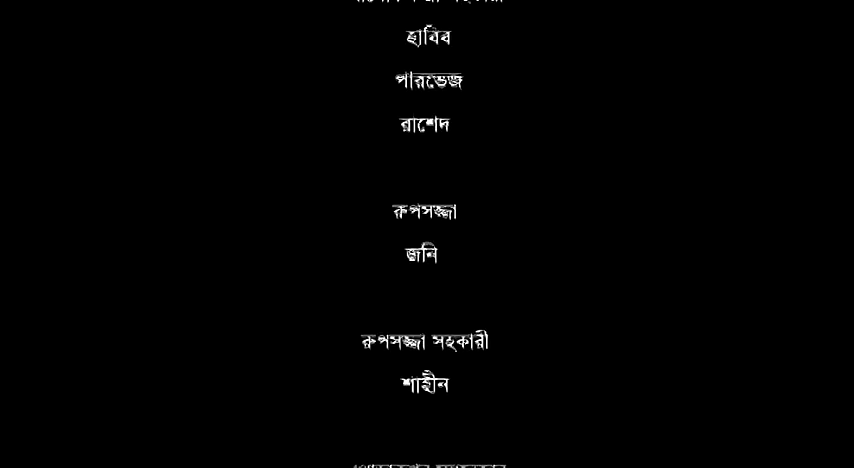 হাবিব
পারভেজ
রাশেদ
রুপসজ্জা
জনি
রুপসজ্জা সহকারী
শাহীন